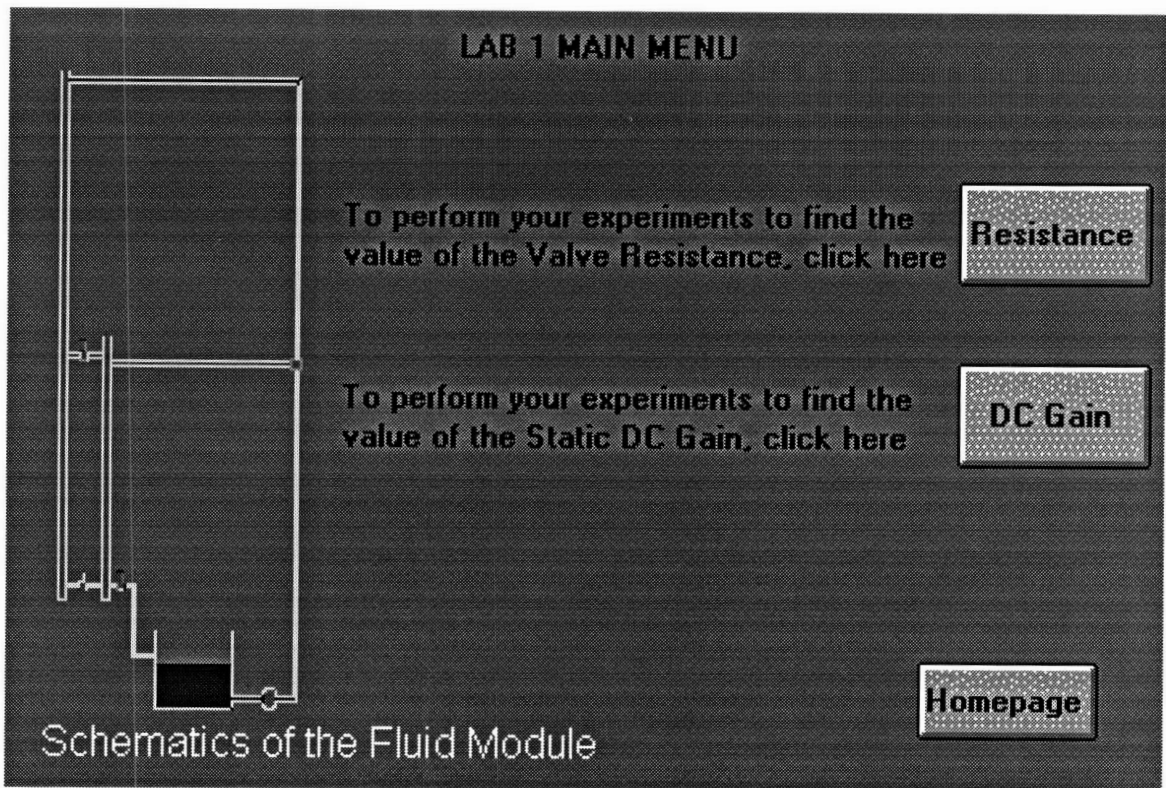 LAB 1 MAIN MENU
To perform your experiments to find the
value of the Valve Resistance, click here
Resistance
To perform your experiments to find the
value of the Static DC Gain, click here
DC Gain
Homepage
Schematics of the Fluid Module